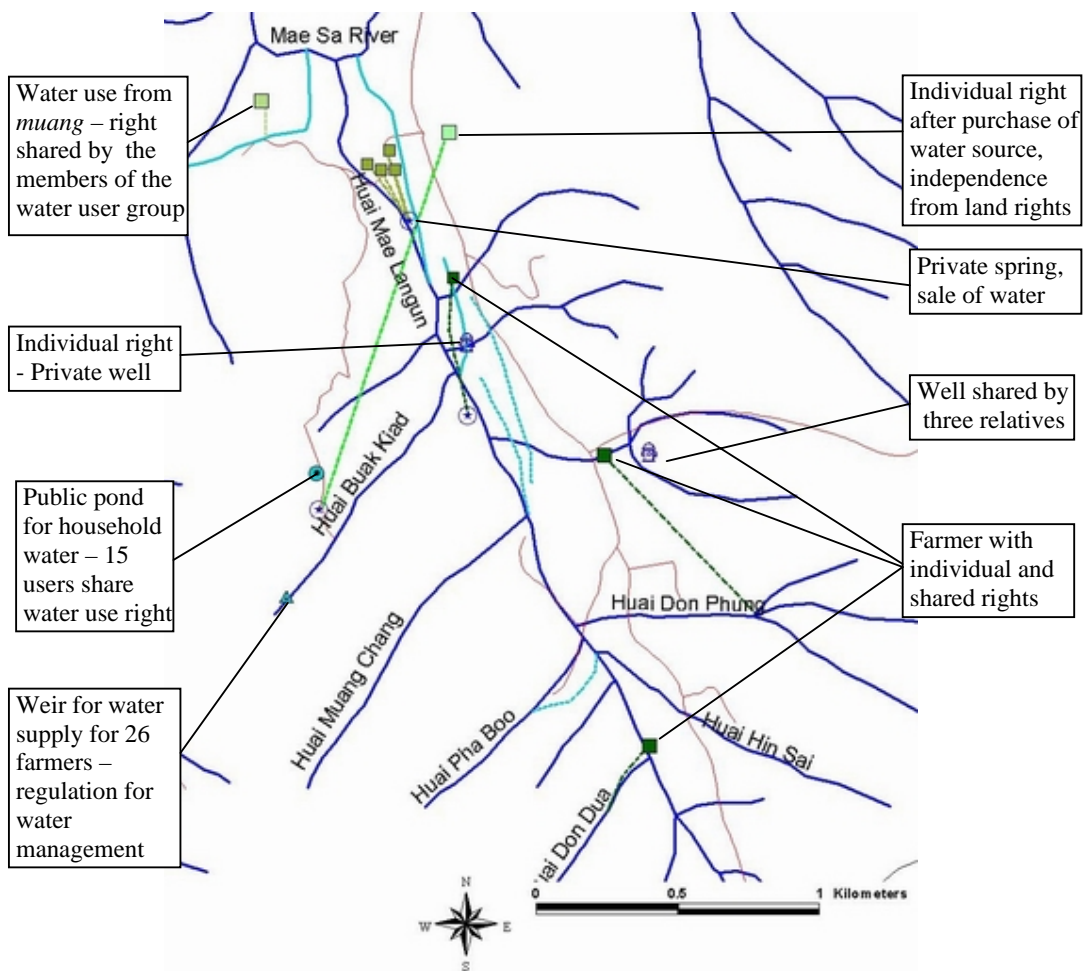 Mae Sa River
Water use from
muang – right
shared by the
members of the
water user group
Individual right
after purchase of
water source,
independence
from land rights
Huai Mae Langun
Private spring,
sale of water
Individual right
- Private well
Well shared by
three relatives
Huai Buak Kiad
Public pond
for household
water – 15
users share
water use right
Farmer with
individual and
shared rights
Huai Don Phung
Huai Muang Chang
Weir for water
supply for 26
farmers –
regulation for
water
management
Huai Pha Boo
Huai Hin Sai
uai Don Dua
N
W E
S
0 0.5 1 Kilometers